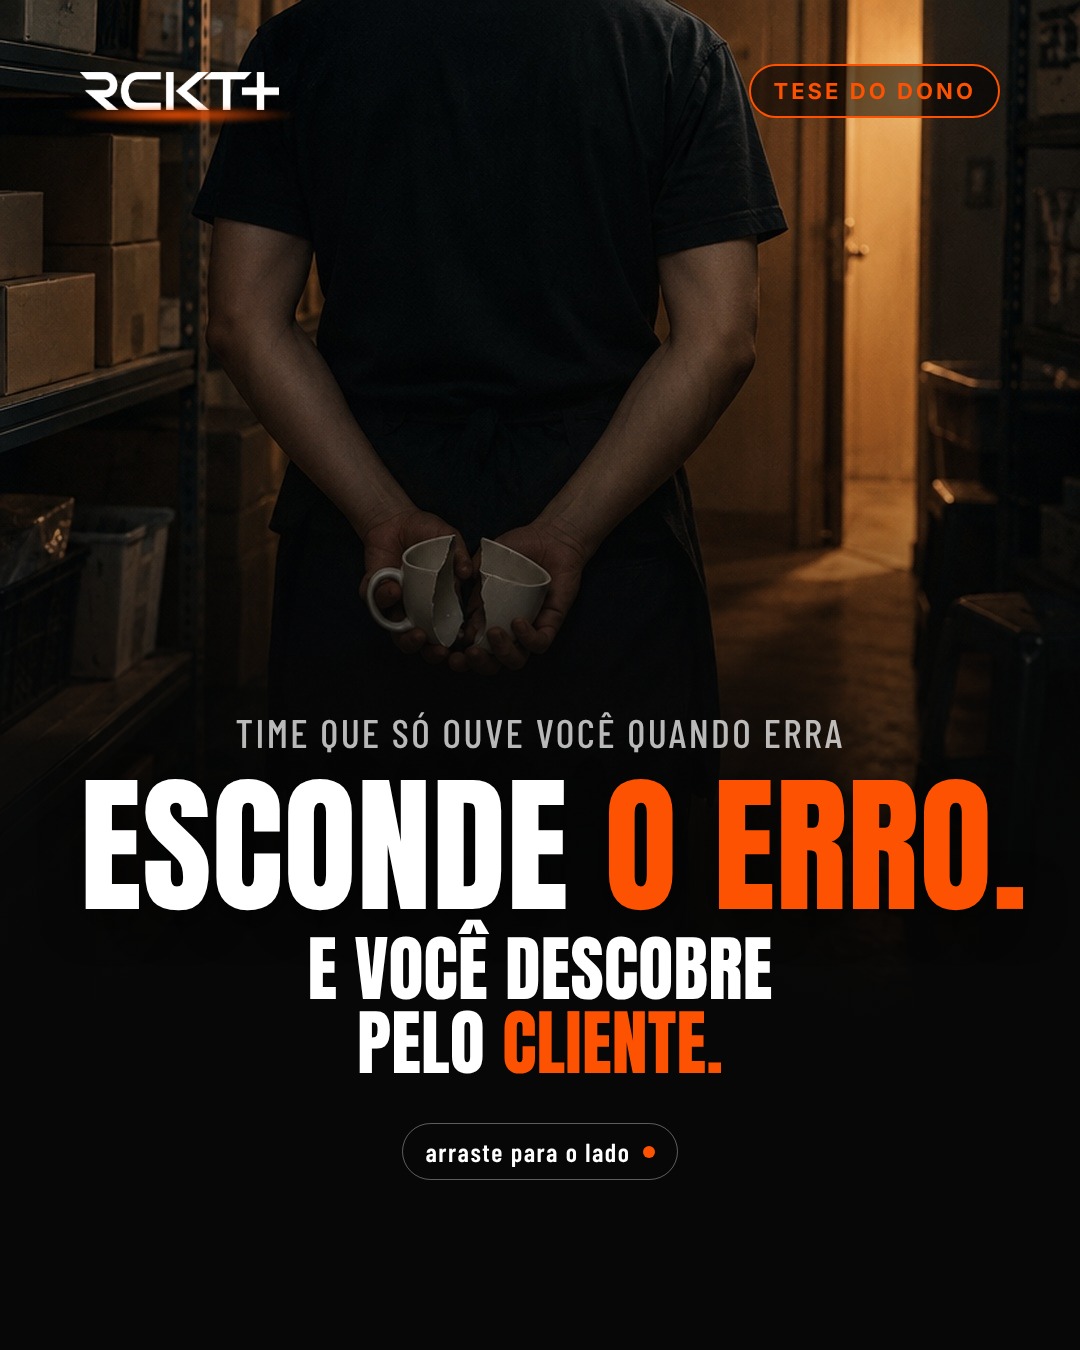 RCKT+
TESE DO DONO
TIME QUE SÓ OUVE VOCÊ QUANDO ERRA
ESCONDE O ERRO.
E VOCÊ DESCOBRE
PELO CLIENTE.
arraste para o lado